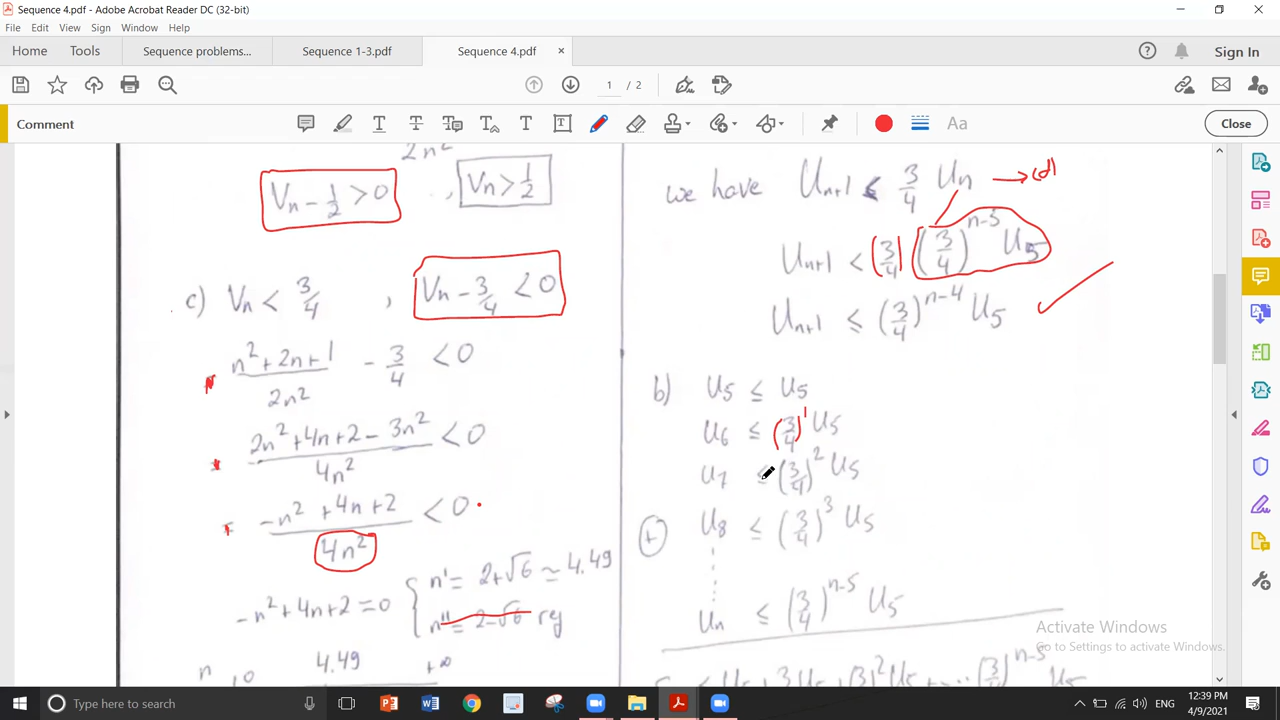 Sequence 4.pdf - Adobe Acrobat Reader DC (32-bit)
File Edit View Sign Window Help
Home Tools Sequence problems... Sequence 1-3.pdf Sequence 4.pdf × Sign In
1 / 2
Comment Aa Close
2n²
Vn - 1/2 > 0 , Vn > 1/2
c) Vn < 3/4 , Vn - 3/4 < 0
(n² + 2n + 1)/(2n²) - 3/4 < 0
(2n² + 4n + 2 - 3n²)/(4n²) < 0
(-n² + 4n + 2)/(4n²) < 0
-n² + 4n + 2 = 0 { n' = 2 + √6 ≃ 4.49
n" = 2 - √6 rej
n 0 4.49 +∞
we have Un+1 ≤ 3/4 Un → (d)
Un+1 < (3/4) (3/4)^(n-5) U5
Un+1 ≤ (3/4)^(n-4) U5 ✓
b) U5 ≤ U5
U6 ≤ (3/4)^1 U5
U7 ≤ (3/4)² U5
(+) U8 ≤ (3/4)³ U5
Un ≤ (3/4)^(n-5) U5
Activate Windows
Go to Settings to activate Windows.
Type here to search
ENG
12:39 PM
4/9/2021